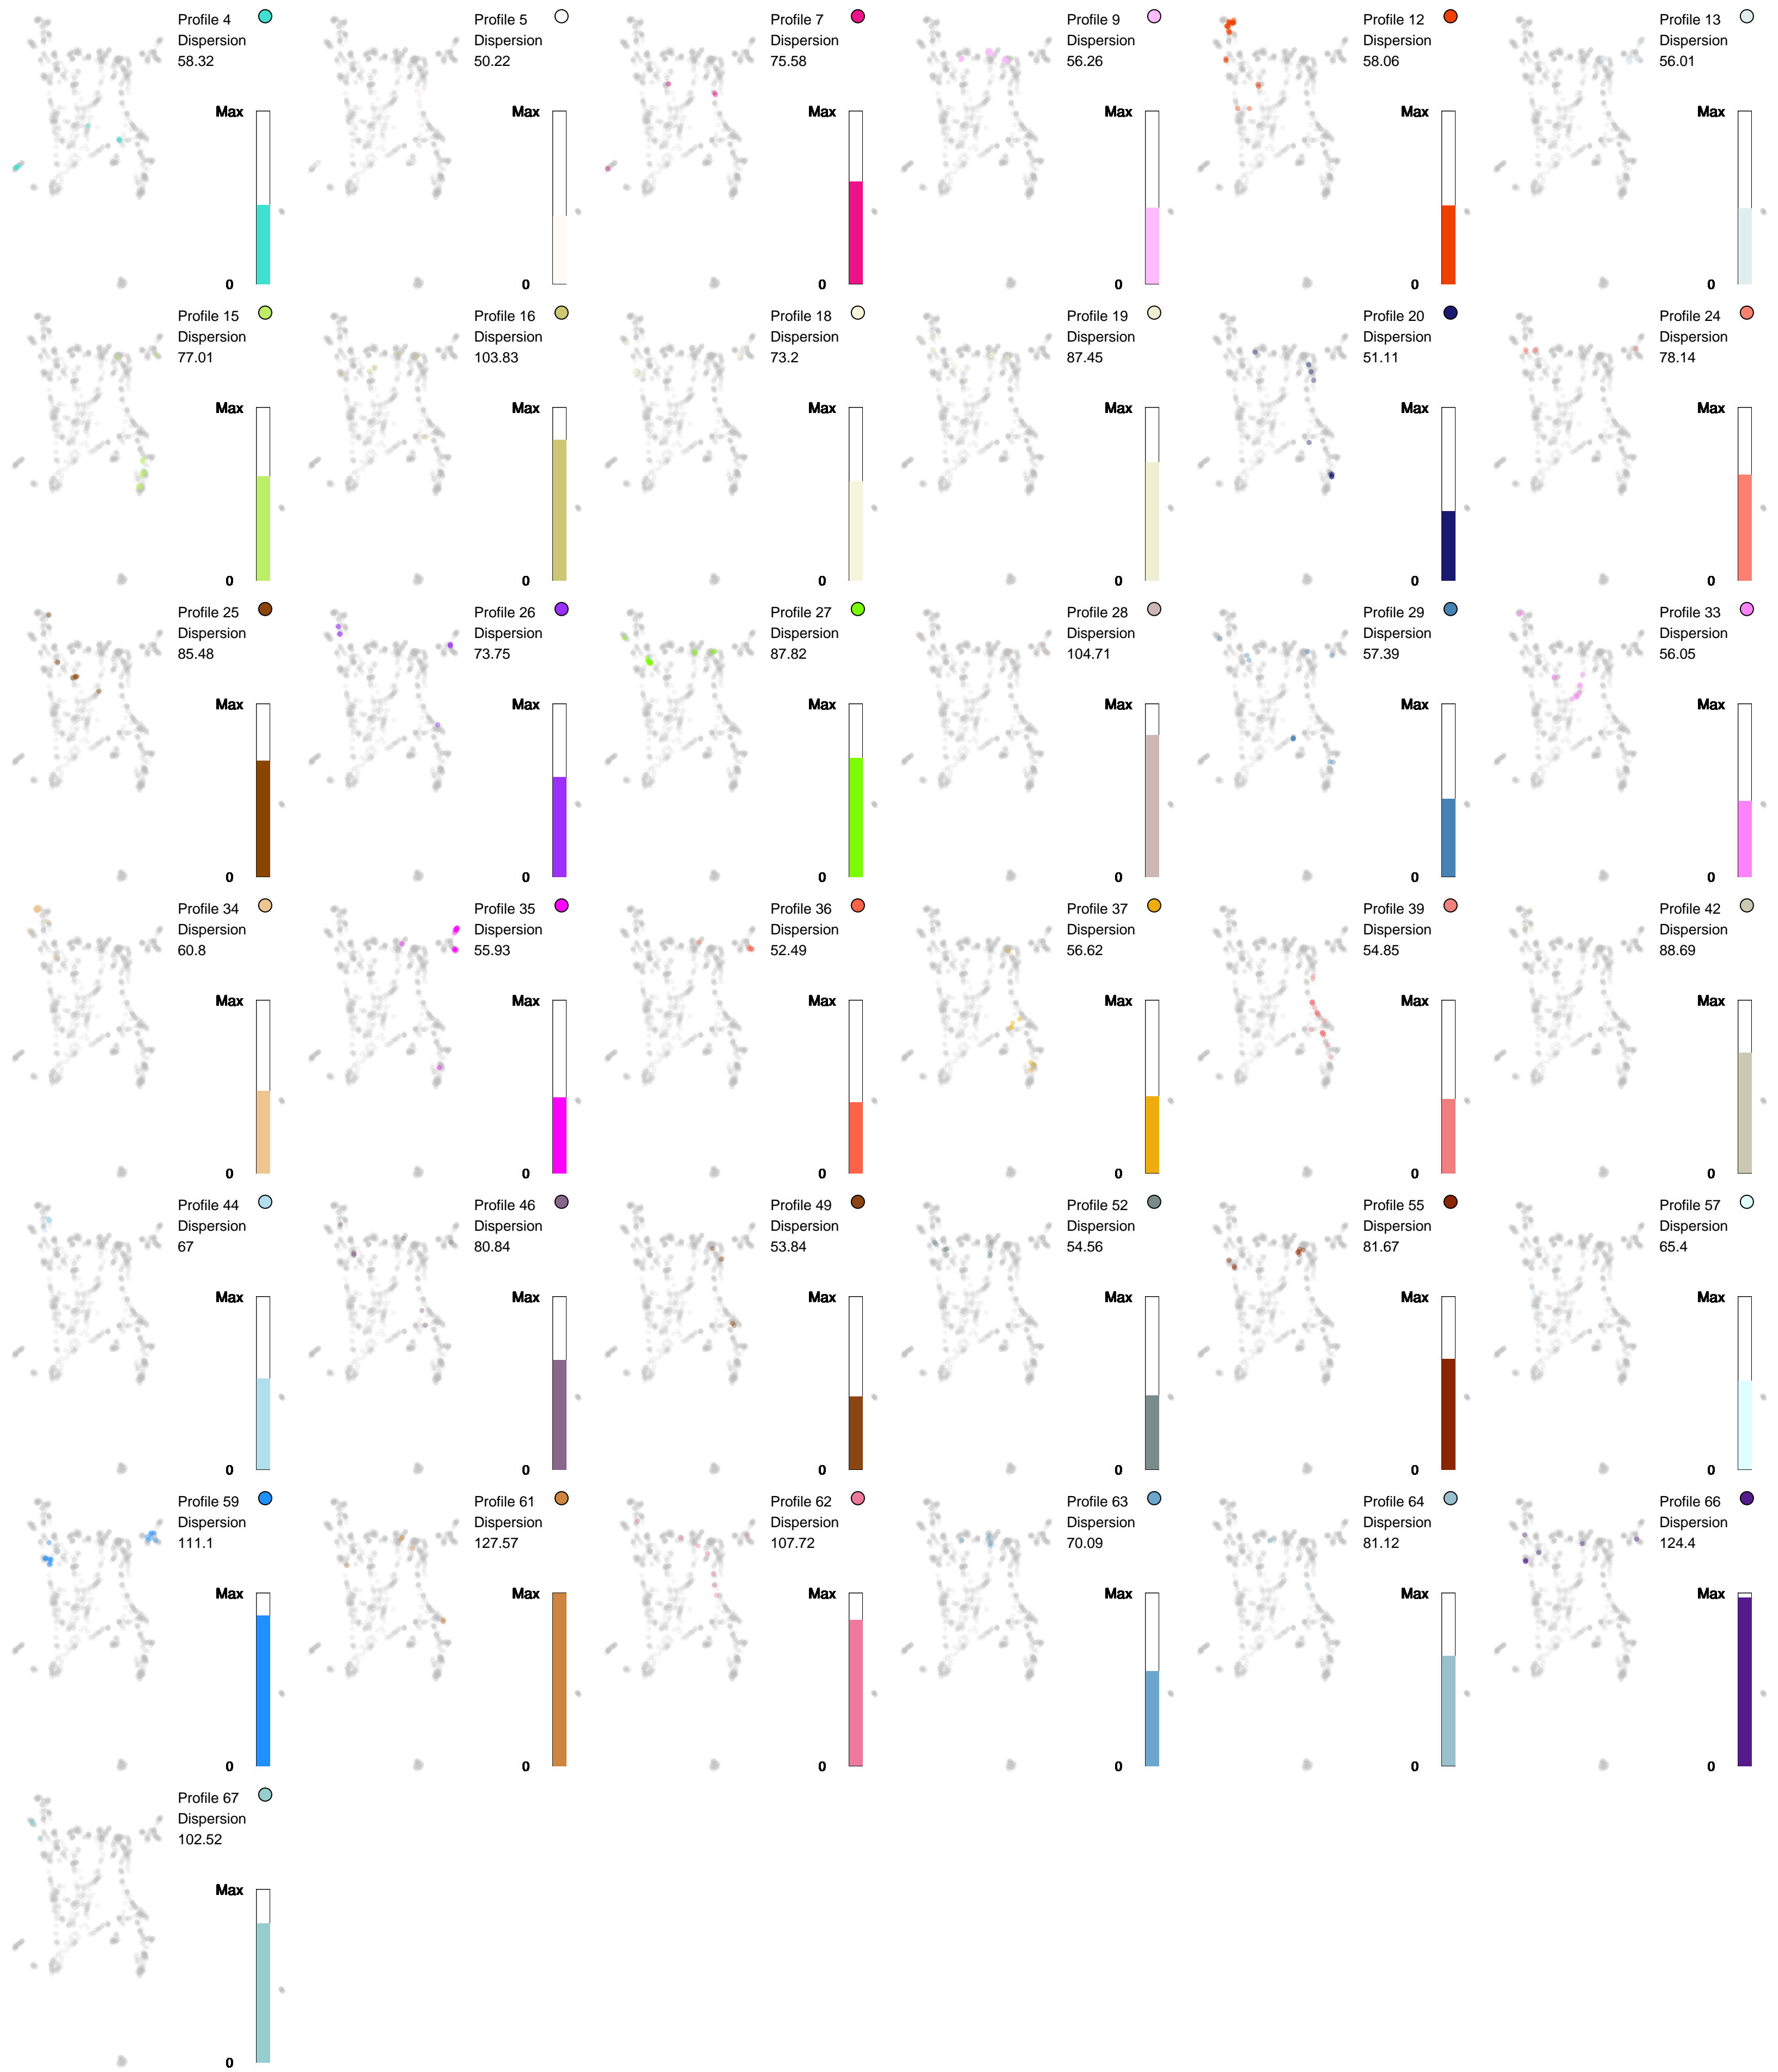 Profile 4
Dispersion
58.32
Max
0
Profile 5
Dispersion
50.22
Max
0
Profile 7
Dispersion
75.58
Max
0
Profile 9
Dispersion
56.26
Max
0
Profile 12
Dispersion
58.06
Max
0
Profile 13
Dispersion
56.01
Max
0
Profile 15
Dispersion
77.01
Max
0
Profile 16
Dispersion
103.83
Max
0
Profile 18
Dispersion
73.2
Max
0
Profile 19
Dispersion
87.45
Max
0
Profile 20
Dispersion
51.11
Max
0
Profile 24
Dispersion
78.14
Max
0
Profile 25
Dispersion
85.48
Max
0
Profile 26
Dispersion
73.75
Max
0
Profile 27
Dispersion
87.82
Max
0
Profile 28
Dispersion
104.71
Max
0
Profile 29
Dispersion
57.39
Max
0
Profile 33
Dispersion
56.05
Max
0
Profile 34
Dispersion
60.8
Max
0
Profile 35
Dispersion
55.93
Max
0
Profile 36
Dispersion
52.49
Max
0
Profile 37
Dispersion
56.62
Max
0
Profile 39
Dispersion
54.85
Max
0
Profile 42
Dispersion
88.69
Max
0
Profile 44
Dispersion
67
Max
0
Profile 46
Dispersion
80.84
Max
0
Profile 49
Dispersion
53.84
Max
0
Profile 52
Dispersion
54.56
Max
0
Profile 55
Dispersion
81.67
Max
0
Profile 57
Dispersion
65.4
Max
0
Profile 59
Dispersion
111.1
Max
0
Profile 61
Dispersion
127.57
Max
0
Profile 62
Dispersion
107.72
Max
0
Profile 63
Dispersion
70.09
Max
0
Profile 64
Dispersion
81.12
Max
0
Profile 66
Dispersion
124.4
Max
0
Profile 67
Dispersion
102.52
Max
0